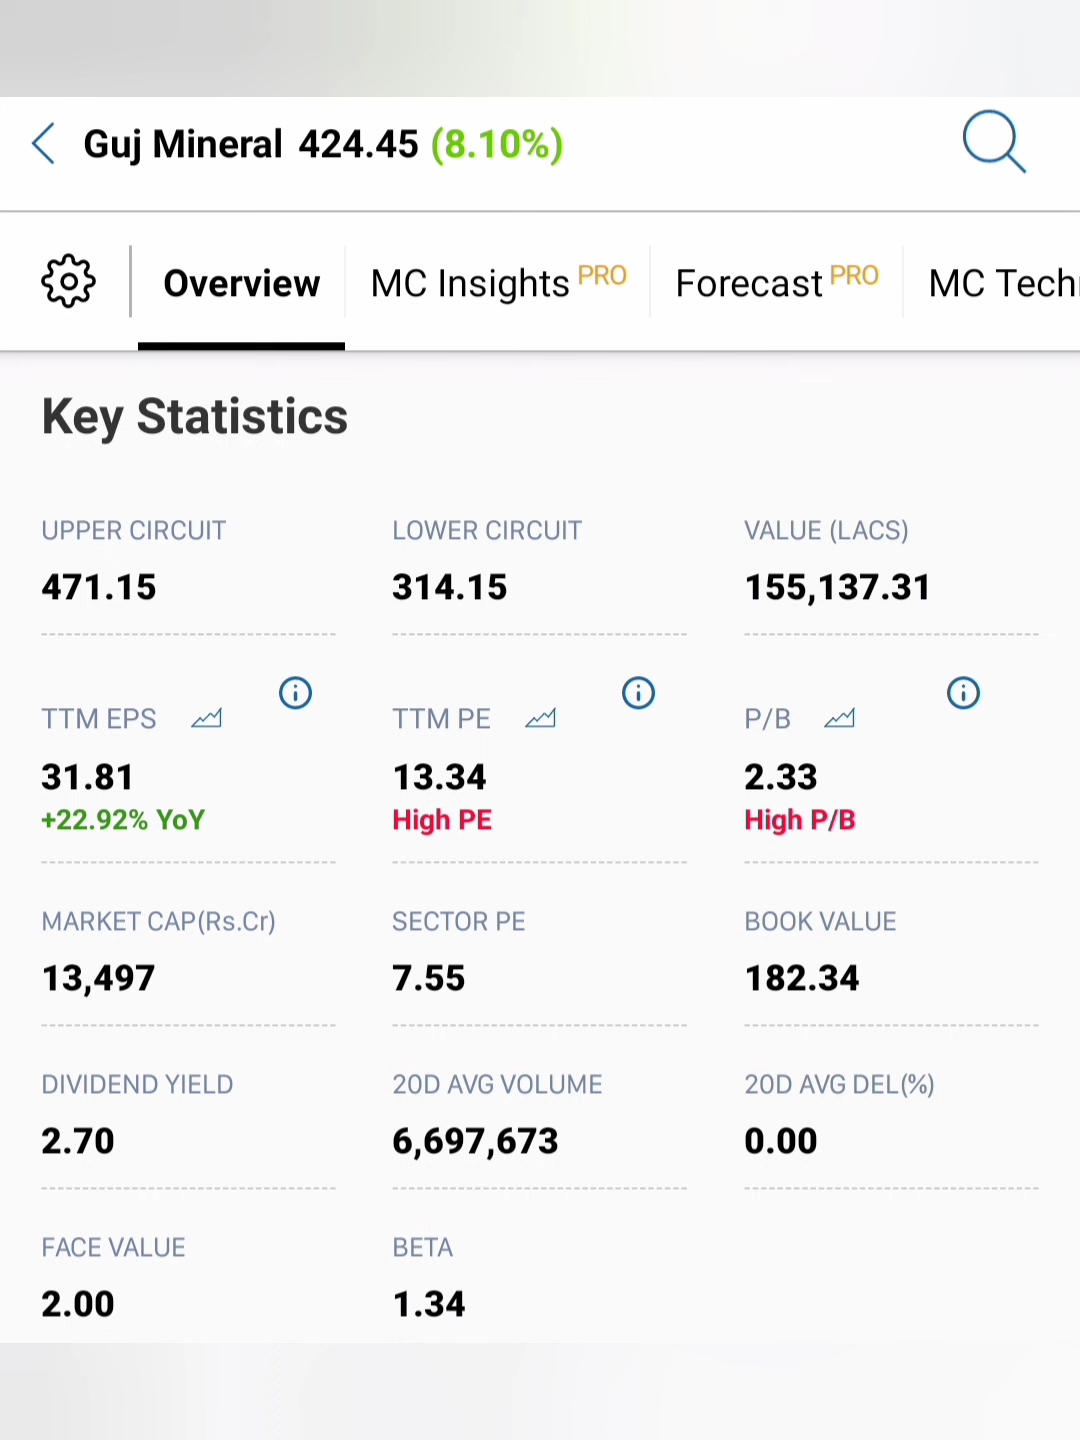 Guj Mineral 424.45 (8.10%)
Overview MC Insights PRO Forecast PRO MC Tech
Key Statistics
UPPER CIRCUIT LOWER CIRCUIT VALUE (LACS)
471.15 314.15 155,137.31
TTM EPS TTM PE P/B
31.81 13.34 2.33
+22.92% YoY High PE High P/B
MARKET CAP(Rs.Cr) SECTOR PE BOOK VALUE
13,497 7.55 182.34
DIVIDEND YIELD 20D AVG VOLUME 20D AVG DEL(%)
2.70 6,697,673 0.00
FACE VALUE BETA
2.00 1.34